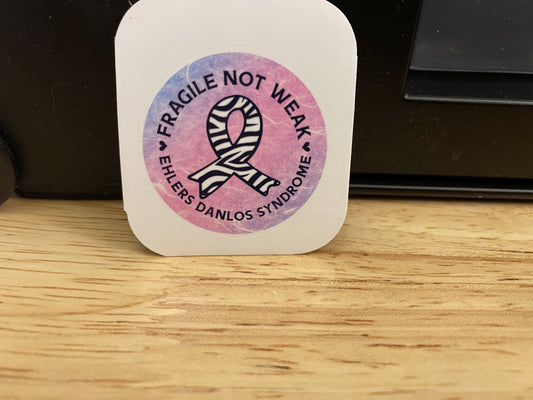 FRAGILE NOT WEAK
EHLERS DANLOS SYNDROME